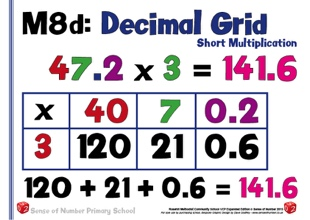 M8d: Decimal Grid
Short Multiplication
47.2 x 3 = 141.6
x 40 7 0.2
3 120 21 0.6
120 + 21 + 0.6 = 141.6
Sense of Number Primary School